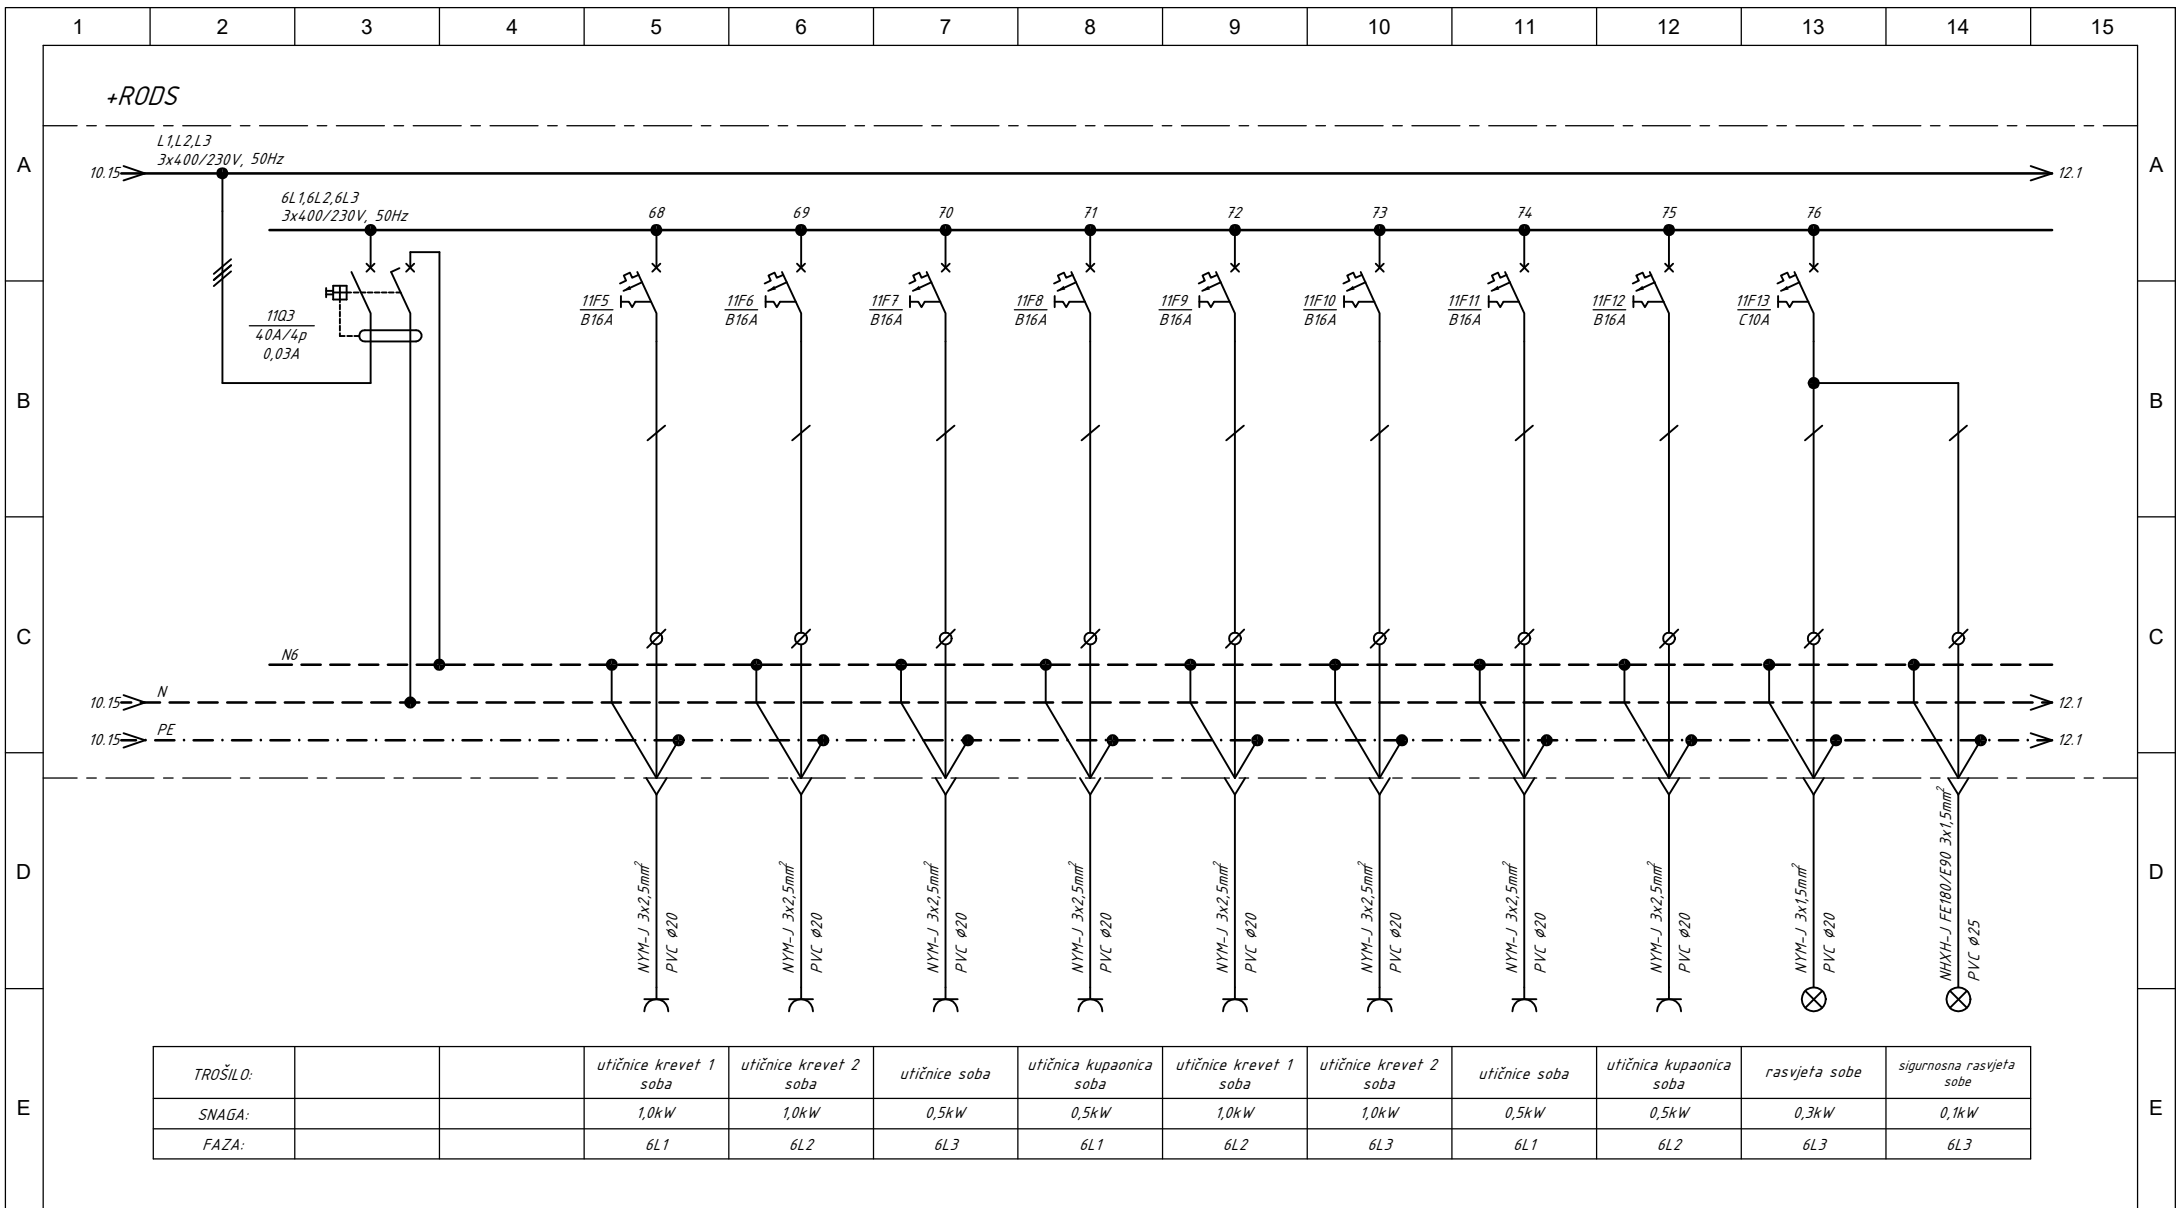 1 2 3 4 5 6 7 8 9 10 11 12 13 14 15
+RODS
L1,L2,L3
3x400/230V, 50Hz
A A
10.15 12.1
6L1,6L2,6L3
3x400/230V, 50Hz
68 69 70 71 72 73 74 75 76
11F5 11F6 11F7 11F8 11F9 11F10 11F11 11F12 11F13
B16A B16A B16A B16A B16A B16A B16A B16A C10A
11Q3
40A/4p
0,03A
B B
C C
N6
N
10.15 12.1
PE
10.15 12.1
D D
NYM-J 3x2,5mm²
PVC ø20
NYM-J 3x2,5mm²
PVC ø20
NYM-J 3x2,5mm²
PVC ø20
NYM-J 3x2,5mm²
PVC ø20
NYM-J 3x2,5mm²
PVC ø20
NYM-J 3x2,5mm²
PVC ø20
NYM-J 3x2,5mm²
PVC ø20
NYM-J 3x2,5mm²
PVC ø20
NYM-J 3x1,5mm²
PVC ø20
NHXH-J FE180/E90 3x1,5mm²
PVC ø25
E E
TROŠILO: utičnice krevet 1 soba utičnice krevet 2 soba utičnice soba utičnica kupaonica soba utičnice krevet 1 soba utičnice krevet 2 soba utičnice soba utičnica kupaonica soba rasvjeta sobe sigurnosna rasvjeta sobe
SNAGA: 1,0kW 1,0kW 0,5kW 0,5kW 1,0kW 1,0kW 0,5kW 0,5kW 0,3kW 0,1kW
FAZA: 6L1 6L2 6L3 6L1 6L2 6L3 6L1 6L2 6L3 6L3